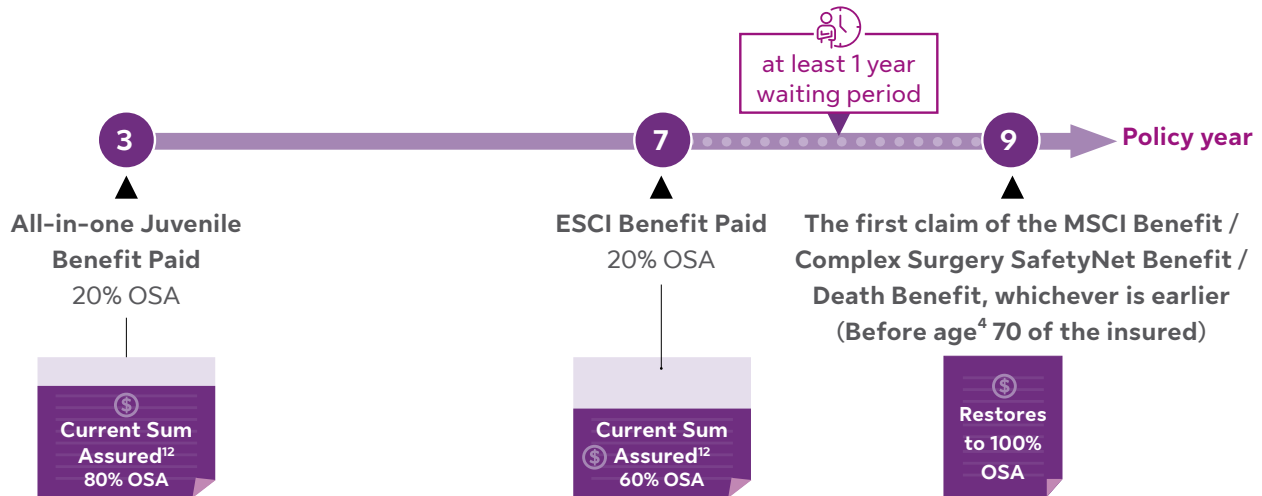 at least 1 year
waiting period
3
7
9
Policy year
All-in-one Juvenile
Benefit Paid
20% OSA
ESCI Benefit Paid
20% OSA
The first claim of the MSCI Benefit /
Complex Surgery SafetyNet Benefit /
Death Benefit, whichever is earlier
(Before age⁴ 70 of the insured)
$
Current Sum
Assured¹²
80% OSA
Current Sum
$ Assured¹²
60% OSA
$
Restores
to 100%
OSA